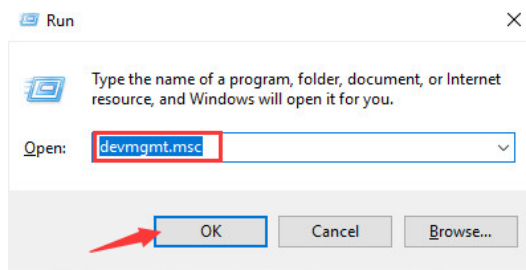 Run
Type the name of a program, folder, document, or Internet
resource, and Windows will open it for you.
Open: devmgmt.msc
OK Cancel Browse...